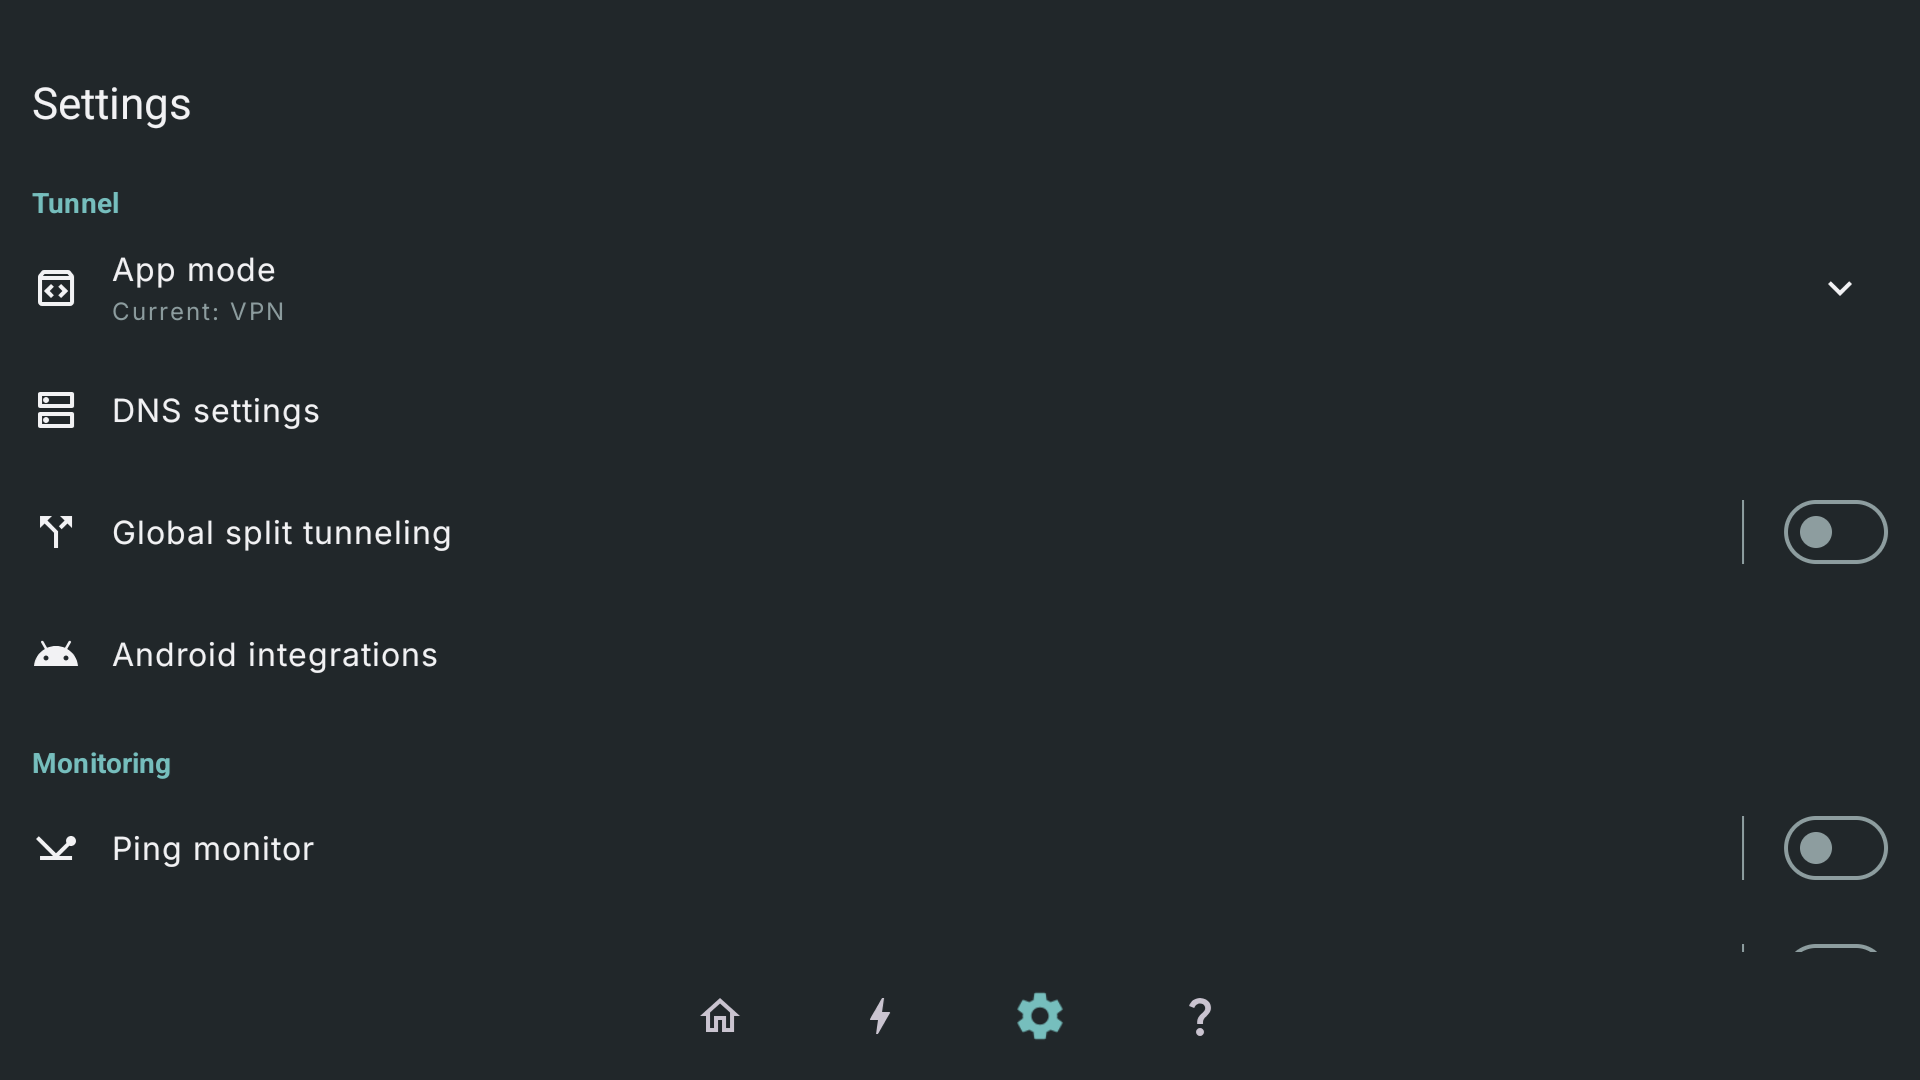 Settings
Tunnel
App mode
Current: VPN
DNS settings
Global split tunneling
Android integrations
Monitoring
Ping monitor